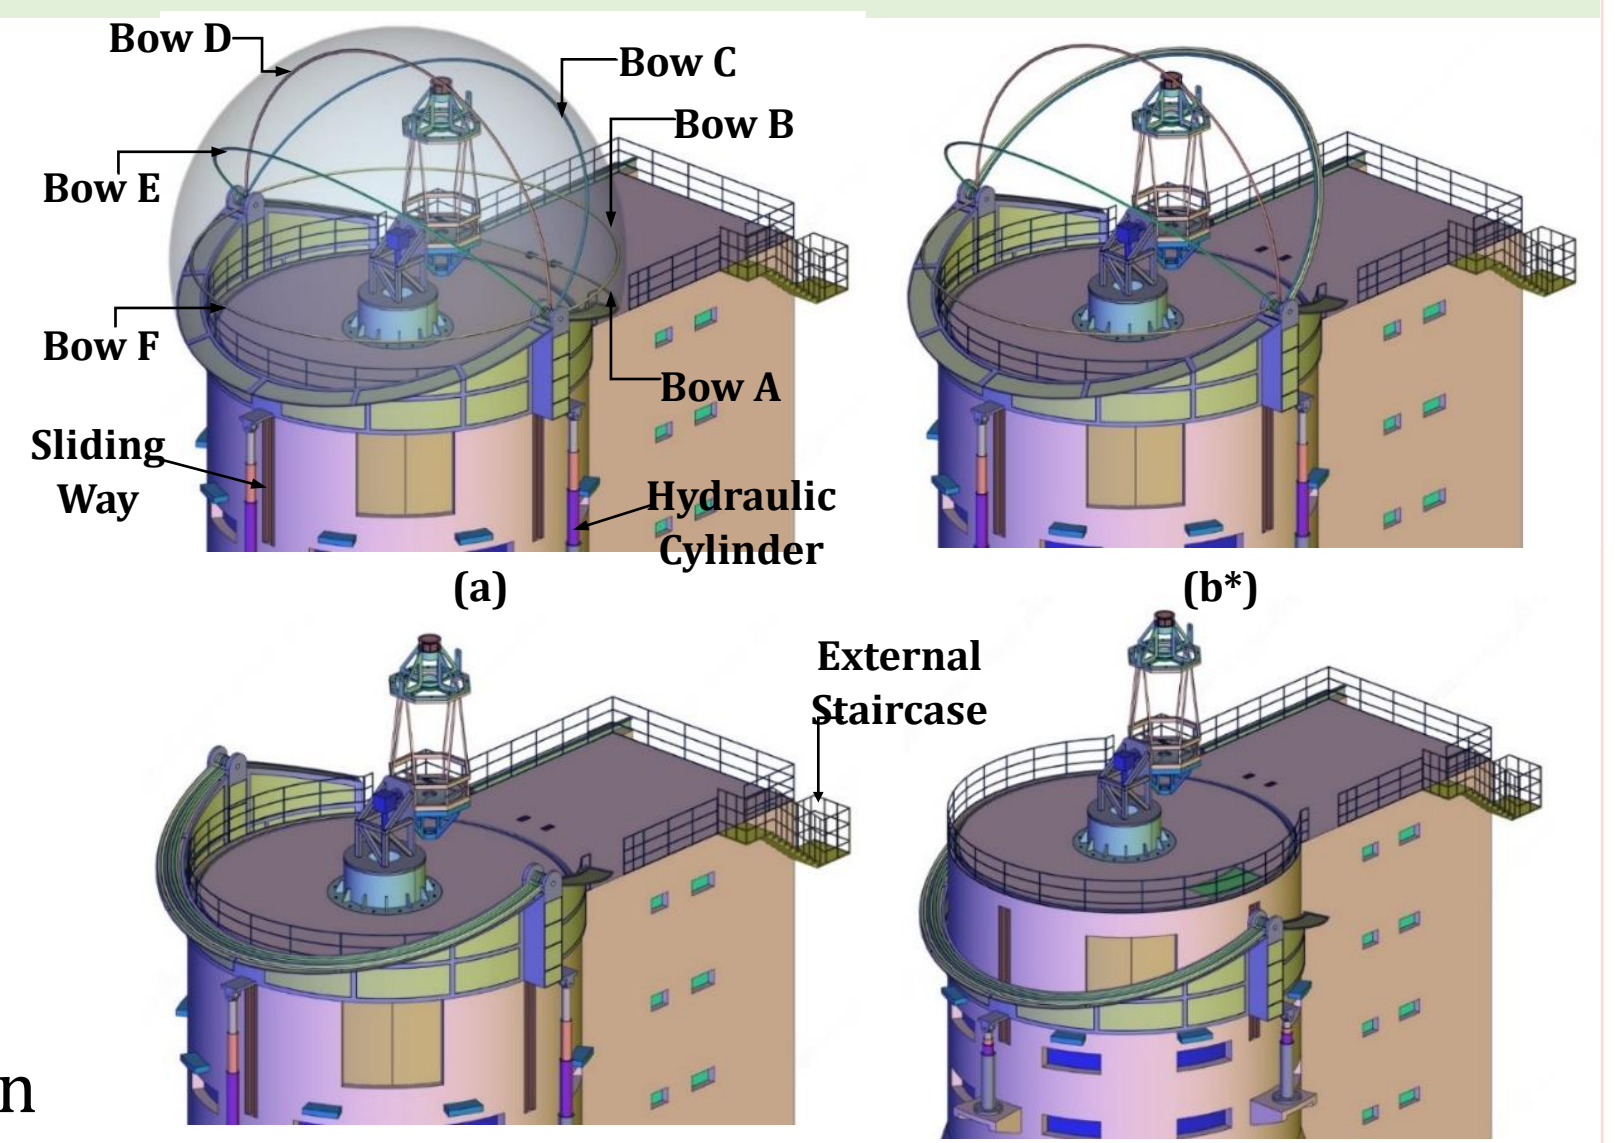 Bow D
Bow C
Bow B
Bow E
Bow F
Bow A
Sliding
Way
Hydraulic
Cylinder
(a)
(b*)
External
Staircase
n